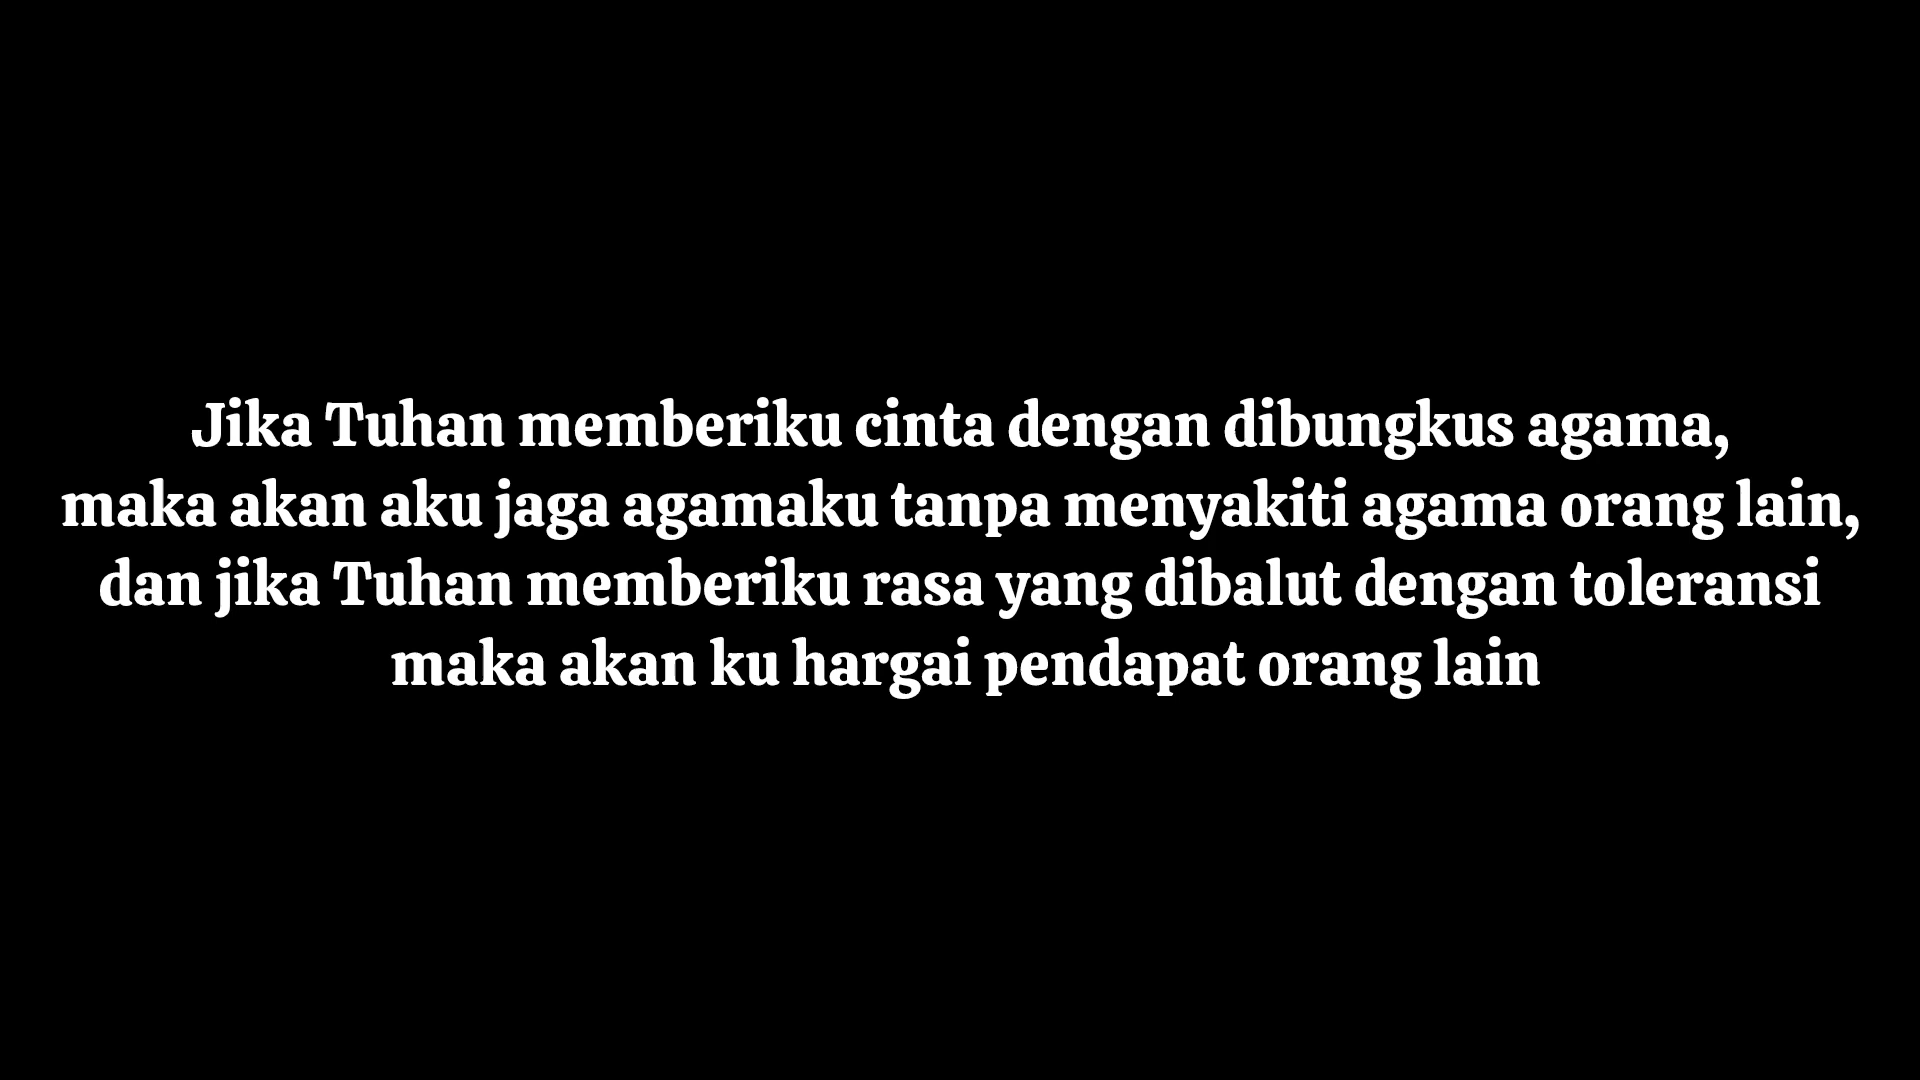 Jika Tuhan memberiku cinta dengan dibungkus agama,
maka akan aku jaga agamaku tanpa menyakiti agama orang lain,
dan jika Tuhan memberiku rasa yang dibalut dengan toleransi
maka akan ku hargai pendapat orang lain